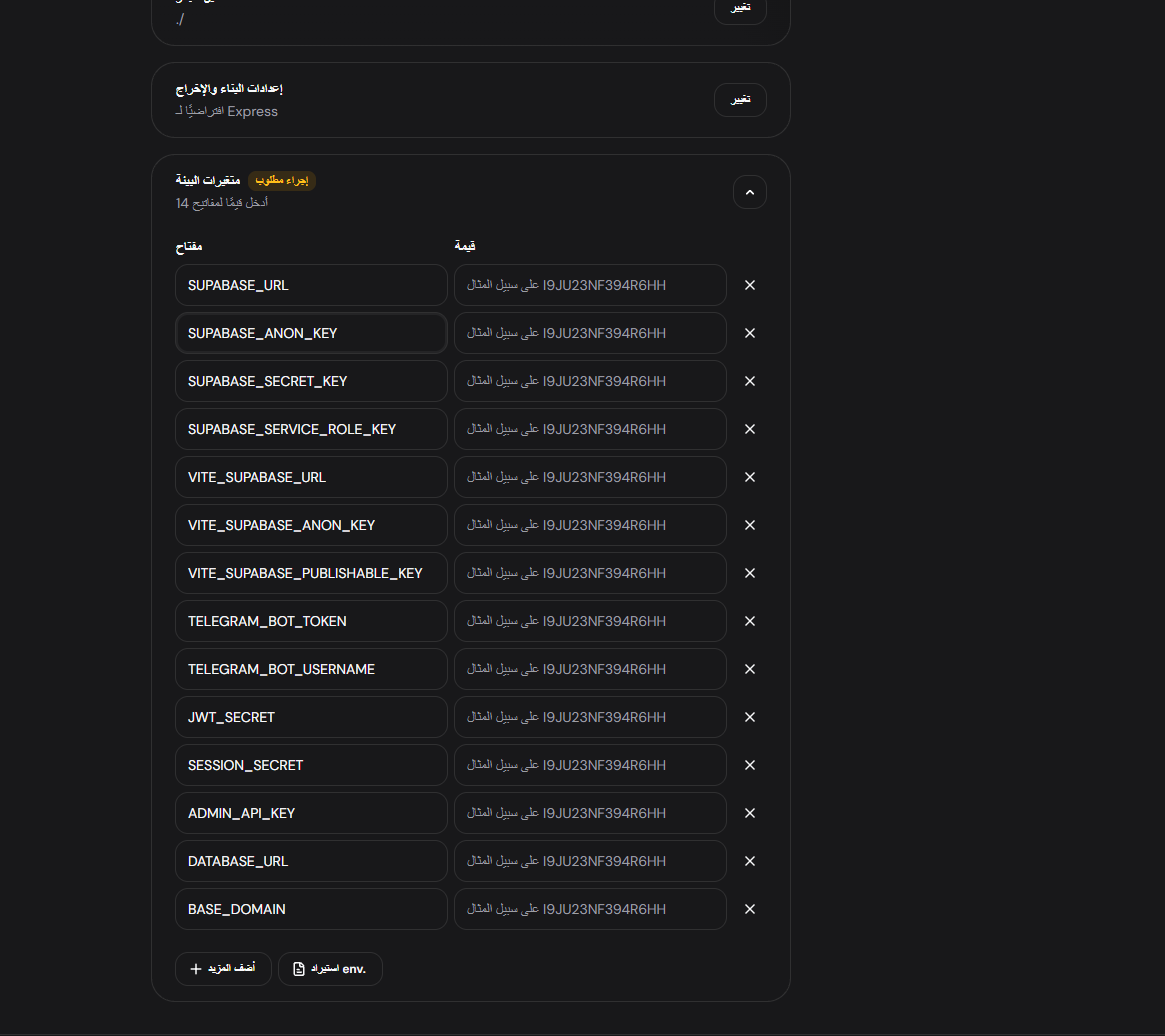 ./
تغيير
إعدادات البناء والإخراج
افتراضيًا لـ Express
تغيير
متغيرات البيئة
إجراء مطلوب
أدخل قيمًا لمفاتيح 14
مفتاح
قيمة
SUPABASE_URL
على سبيل المثال I9JU23NF394R6HH
SUPABASE_ANON_KEY
على سبيل المثال I9JU23NF394R6HH
SUPABASE_SECRET_KEY
على سبيل المثال I9JU23NF394R6HH
SUPABASE_SERVICE_ROLE_KEY
على سبيل المثال I9JU23NF394R6HH
VITE_SUPABASE_URL
على سبيل المثال I9JU23NF394R6HH
VITE_SUPABASE_ANON_KEY
على سبيل المثال I9JU23NF394R6HH
VITE_SUPABASE_PUBLISHABLE_KEY
على سبيل المثال I9JU23NF394R6HH
TELEGRAM_BOT_TOKEN
على سبيل المثال I9JU23NF394R6HH
TELEGRAM_BOT_USERNAME
على سبيل المثال I9JU23NF394R6HH
JWT_SECRET
على سبيل المثال I9JU23NF394R6HH
SESSION_SECRET
على سبيل المثال I9JU23NF394R6HH
ADMIN_API_KEY
على سبيل المثال I9JU23NF394R6HH
DATABASE_URL
على سبيل المثال I9JU23NF394R6HH
BASE_DOMAIN
على سبيل المثال I9JU23NF394R6HH
أضف المزيد
استيراد env.